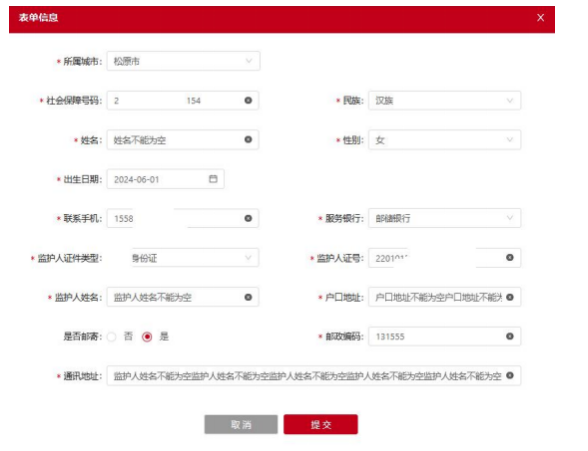 表单信息 X
* 所属城市: 松原市
* 社会保障号码: 2 154 * 民族: 汉族
* 姓名: 姓名不能为空 * 性别: 女
* 出生日期: 2024-06-01
* 联系手机: 1558 * 服务银行: 邮储银行
* 监护人证件类型: 身份证 * 监护人证号:
* 监护人姓名: 监护人姓名不能为空 * 户口地址: 户口地址不能为空户口地址不能为
是否邮寄: 否 是 * 邮政编码: 131555
* 通讯地址: 监护人姓名不能为空监护人姓名不能为空监护人姓名不能为空监护人姓名不能为空监护人姓名不能为空
取消 提交